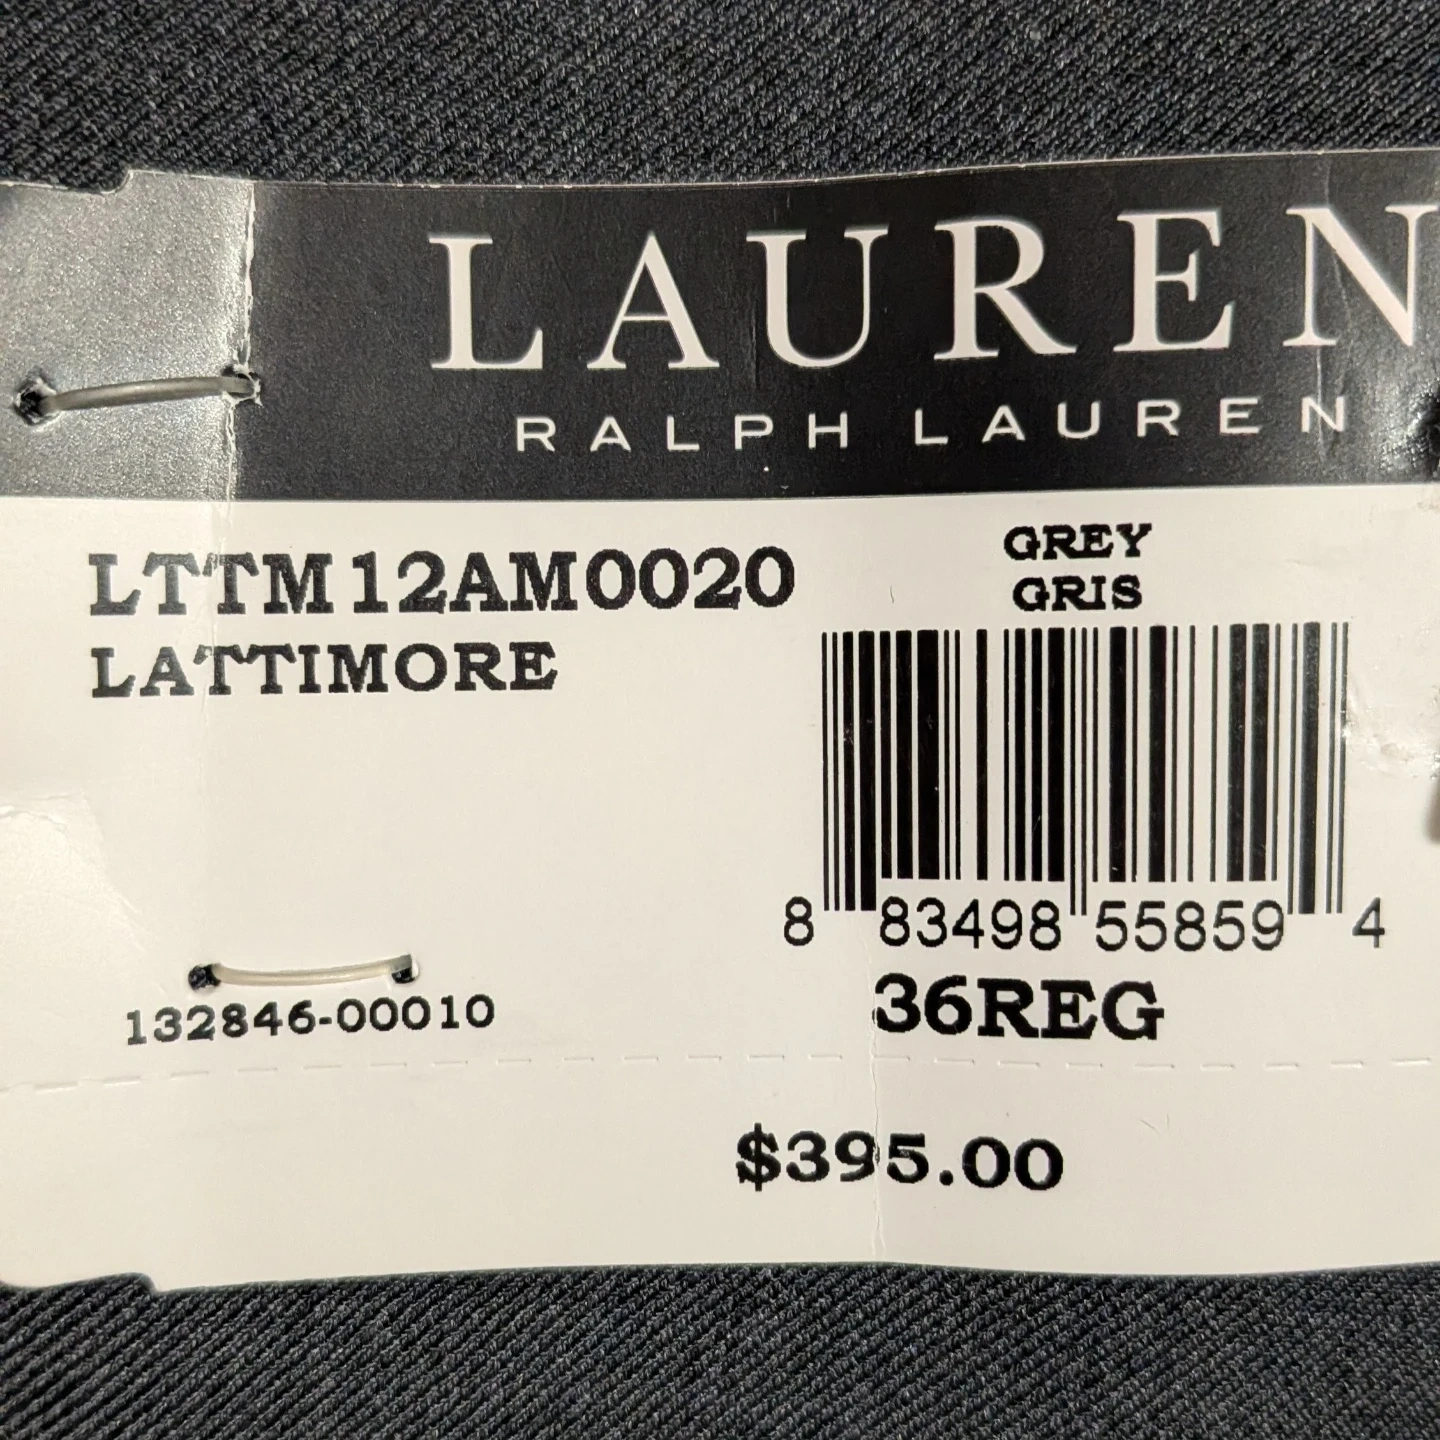 LAUREN
RALPH LAUREN
LTTM12AM0020
LATTIMORE
GREY
GRIS
8 83498 55859 4
36REG
132846-00010
$395.00